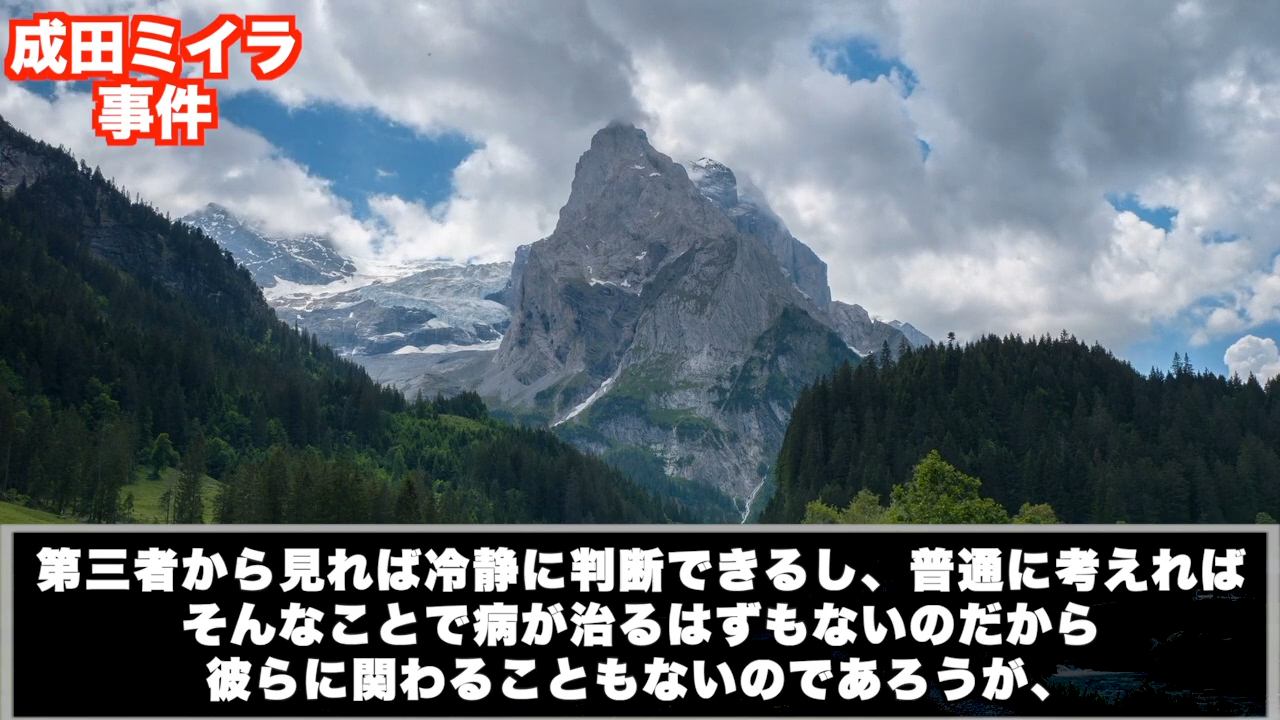 成田ミイラ
事件
第三者から見れば冷静に判断できるし、普通に考えれば
そんなことで病が治るはずもないのだから
彼らに関わることもないのであろうが、